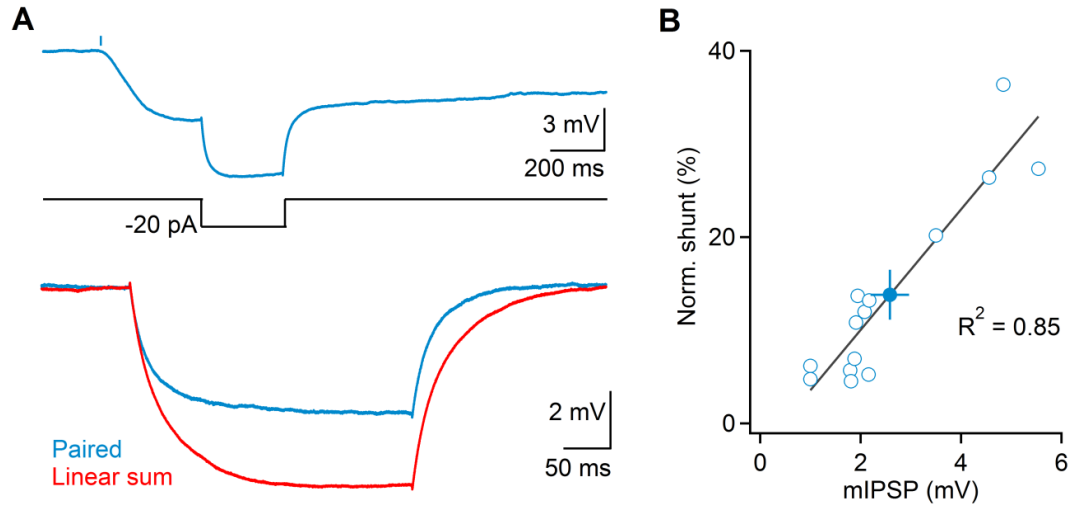 A
3 mV
200 ms
-20 pA
2 mV
50 ms
Paired
Linear sum
B
40
20
0
Norm. shunt (%)
R² = 0.85
0 2 4 6
mIPSP (mV)